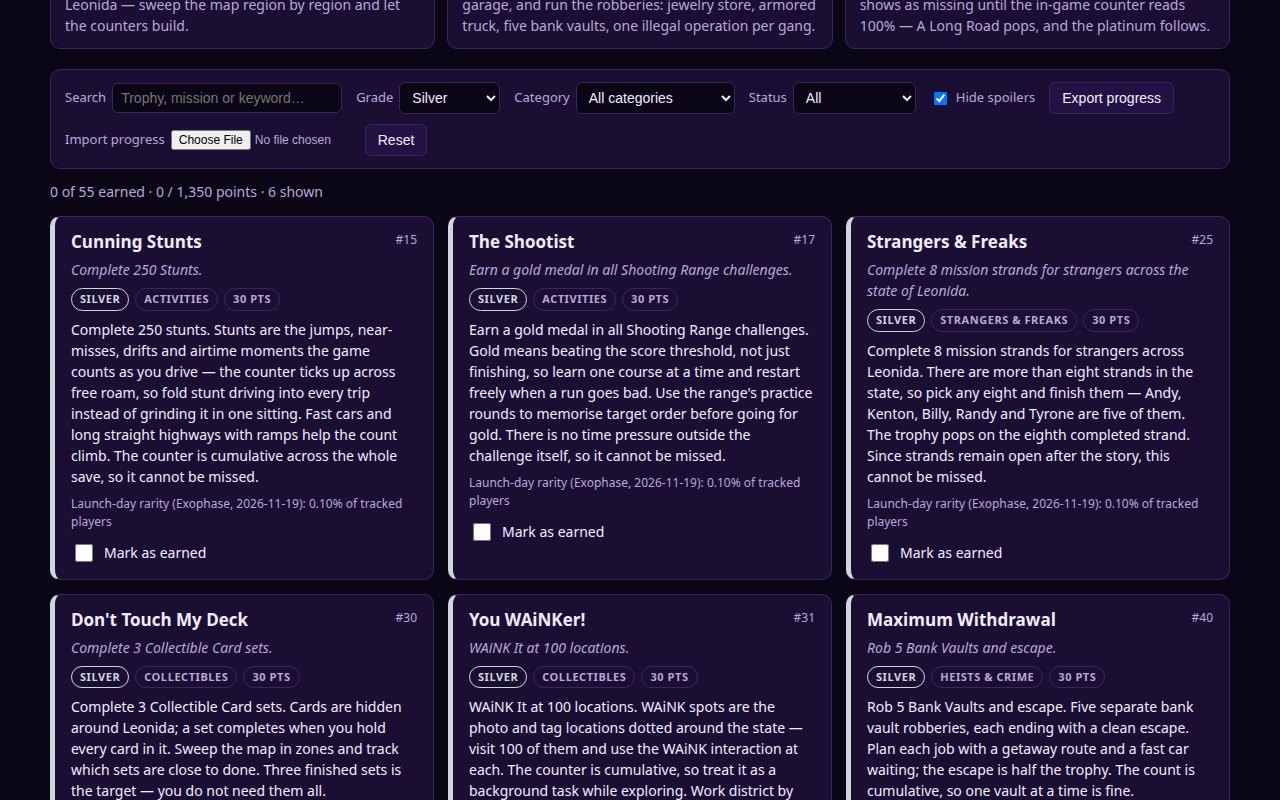 Leonida — sweep the map region by region and let
the counters build.
garage, and run the robberies: jewelry store, armored
truck, five bank vaults, one illegal operation per gang.
shows as missing until the in-game counter reads
100% — A Long Road pops, and the platinum follows.
Search Trophy, mission or keyword… Grade Silver Category All categories Status All Hide spoilers Export progress
Import progress Choose File No file chosen Reset
0 of 55 earned · 0 / 1,350 points · 6 shown
Cunning Stunts #15
Complete 250 Stunts.
SILVER ACTIVITIES 30 PTS
Complete 250 stunts. Stunts are the jumps, near-
misses, drifts and airtime moments the game
counts as you drive — the counter ticks up across
free roam, so fold stunt driving into every trip
instead of grinding it in one sitting. Fast cars and
long straight highways with ramps help the count
climb. The counter is cumulative across the whole
save, so it cannot be missed.
Launch-day rarity (Exophase, 2026-11-19): 0.10% of tracked
players
Mark as earned
The Shootist #17
Earn a gold medal in all Shooting Range challenges.
SILVER ACTIVITIES 30 PTS
Earn a gold medal in all Shooting Range challenges.
Gold means beating the score threshold, not just
finishing, so learn one course at a time and restart
freely when a run goes bad. Use the range's practice
rounds to memorise target order before going for
gold. There is no time pressure outside the
challenge itself, so it cannot be missed.
Launch-day rarity (Exophase, 2026-11-19): 0.10% of tracked
players
Mark as earned
Strangers & Freaks #25
Complete 8 mission strands for strangers across the
state of Leonida.
SILVER STRANGERS & FREAKS 30 PTS
Complete 8 mission strands for strangers across
Leonida. There are more than eight strands in the
state, so pick any eight and finish them — Andy,
Kenton, Billy, Randy and Tyrone are five of them.
The trophy pops on the eighth completed strand.
Since strands remain open after the story, this
cannot be missed.
Launch-day rarity (Exophase, 2026-11-19): 0.10% of tracked
players
Mark as earned
Don't Touch My Deck #30
Complete 3 Collectible Card sets.
SILVER COLLECTIBLES 30 PTS
Complete 3 Collectible Card sets. Cards are hidden
around Leonida; a set completes when you hold
every card in it. Sweep the map in zones and track
which sets are close to done. Three finished sets is
the target — you do not need them all.
You WAiNKer! #31
WAiNK It at 100 locations.
SILVER COLLECTIBLES 30 PTS
WAiNK It at 100 locations. WAiNK spots are the
photo and tag locations dotted around the state —
visit 100 of them and use the WAiNK interaction at
each. The counter is cumulative, so treat it as a
background task while exploring. Work district by
Maximum Withdrawal #40
Rob 5 Bank Vaults and escape.
SILVER HEISTS & CRIME 30 PTS
Rob 5 Bank Vaults and escape. Five separate bank
vault robberies, each ending with a clean escape.
Plan each job with a getaway route and a fast car
waiting; the escape is half the trophy. The count is
cumulative, so one vault at a time is fine.